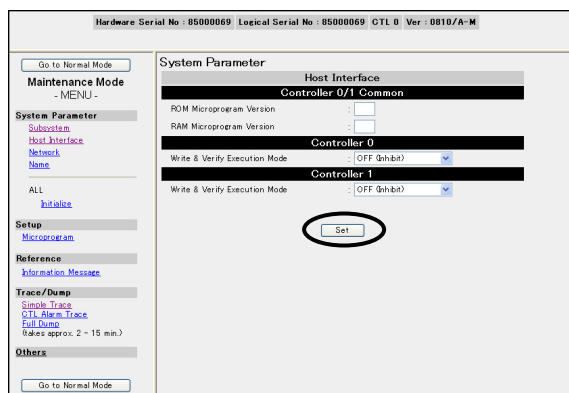 Hardware Serial No : 85000069 Logical Serial No : 85000069 CTL 0 Ver : 0810/A-M
Go to Normal Mode
Maintenance Mode
- MENU -
System Parameter
Subsystem
Host Interface
Network
Name
ALL
Initialize
Setup
Microprogram
Reference
Information Message
Trace/Dump
Simple Trace
CTL Alarm Trace
Full Dump
(takes approx. 2 - 15 min.)
Others
Go to Normal Mode
System Parameter
Host Interface
Controller 0/1 Common
ROM Microprogram Version :
RAM Microprogram Version :
Controller 0
Write & Verify Execution Mode : OFF (Inhibit)
Controller 1
Write & Verify Execution Mode : OFF (Inhibit)
Set